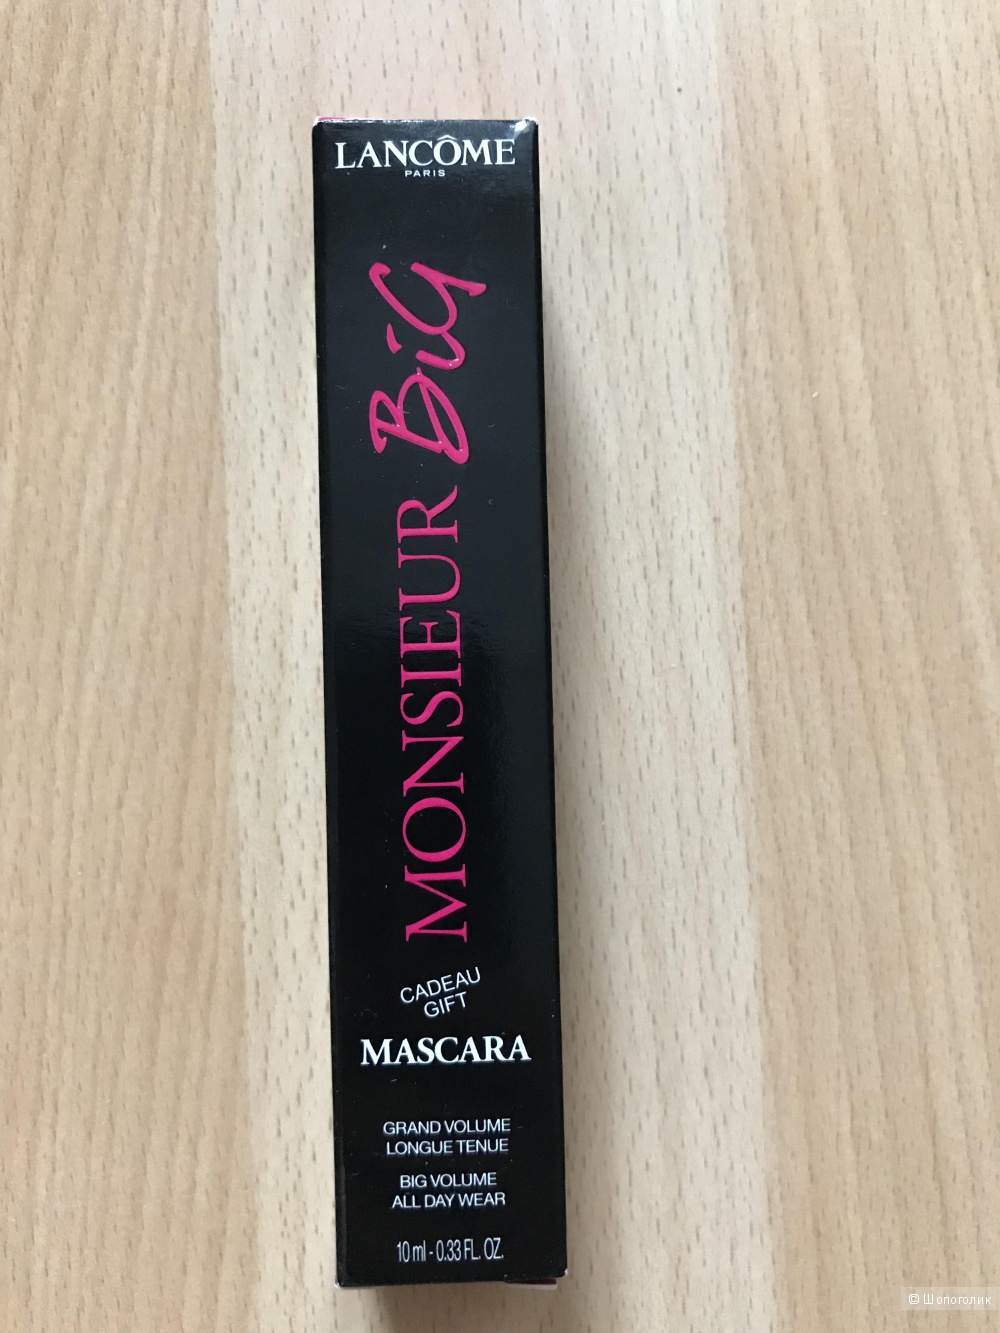 LANCÔME
PARIS
MONSIEUR BiG
CADEAU
GIFT
MASCARA
GRAND VOLUME
LONGUE TENUE
BIG VOLUME
ALL DAY WEAR
10 ml - 0.33 FL. OZ.
© Шопоголик